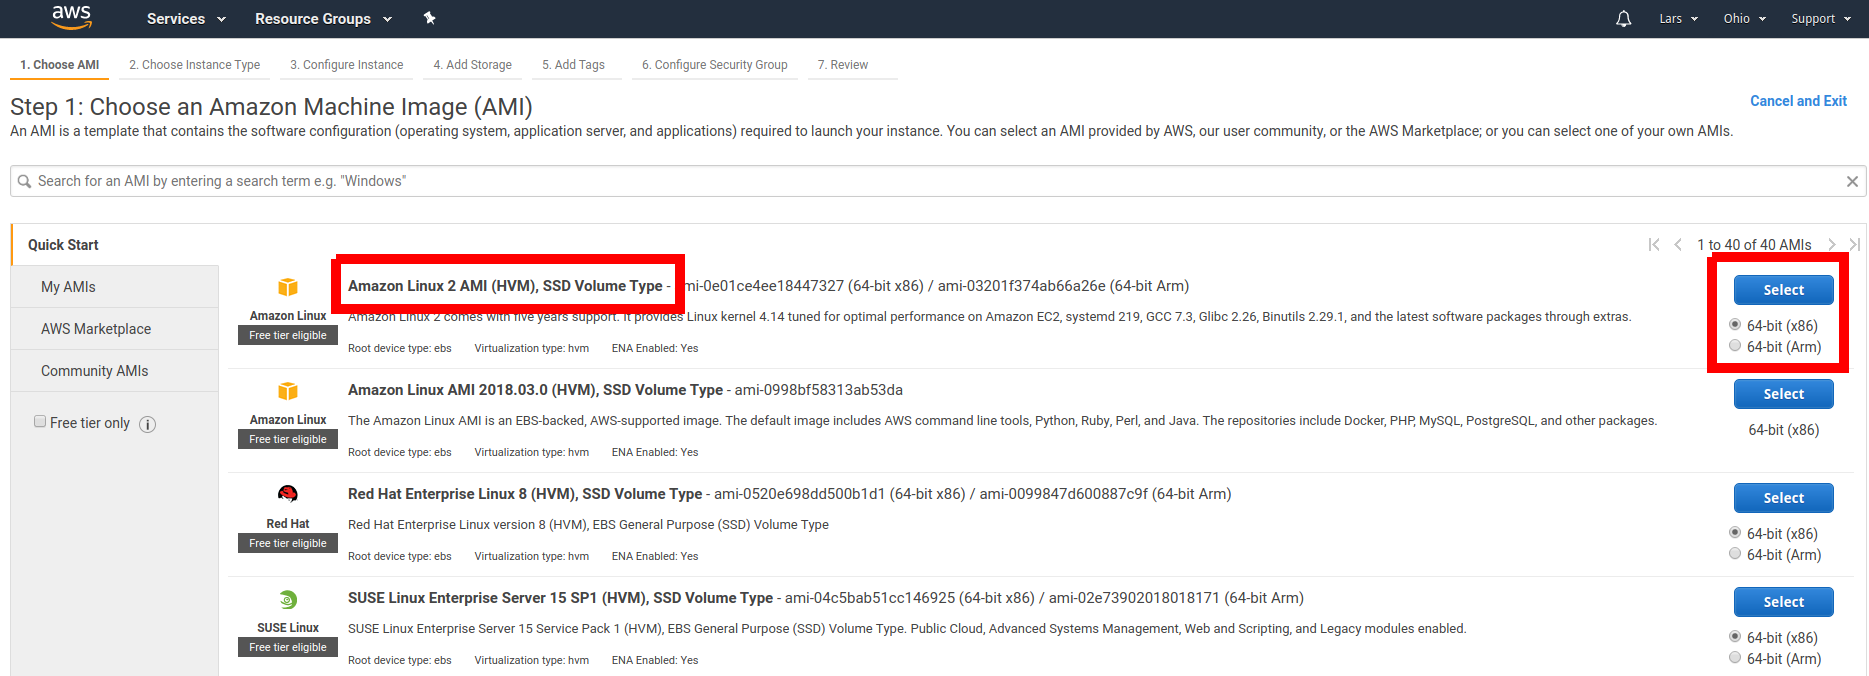 aws Services Resource Groups Lars Ohio Support
1. Choose AMI 2. Choose Instance Type 3. Configure Instance 4. Add Storage 5. Add Tags 6. Configure Security Group 7. Review
Step 1: Choose an Amazon Machine Image (AMI)
Cancel and Exit
An AMI is a template that contains the software configuration (operating system, application server, and applications) required to launch your instance. You can select an AMI provided by AWS, our user community, or the AWS Marketplace; or you can select one of your own AMIs.
Search for an AMI by entering a search term e.g. "Windows"
Quick Start
My AMIs
AWS Marketplace
Community AMIs
Free tier only
1 to 40 of 40 AMIs
Amazon Linux
Free tier eligible
Amazon Linux 2 AMI (HVM), SSD Volume Type - mi-0e01ce4ee18447327 (64-bit x86) / ami-03201f374ab66a26e (64-bit Arm)
Amazon Linux 2 comes with five years support. It provides Linux kernel 4.14 tuned for optimal performance on Amazon EC2, systemd 219, GCC 7.3, Glibc 2.26, Binutils 2.29.1, and the latest software packages through extras.
Root device type: ebs Virtualization type: hvm ENA Enabled: Yes
Select
64-bit (x86)
64-bit (Arm)
Amazon Linux
Free tier eligible
Amazon Linux AMI 2018.03.0 (HVM), SSD Volume Type - ami-0998bf58313ab53da
The Amazon Linux AMI is an EBS-backed, AWS-supported image. The default image includes AWS command line tools, Python, Ruby, Perl, and Java. The repositories include Docker, PHP, MySQL, PostgreSQL, and other packages.
Root device type: ebs Virtualization type: hvm ENA Enabled: Yes
Select
64-bit (x86)
Red Hat
Free tier eligible
Red Hat Enterprise Linux 8 (HVM), SSD Volume Type - ami-0520e698dd500b1d1 (64-bit x86) / ami-0099847d600887c9f (64-bit Arm)
Red Hat Enterprise Linux version 8 (HVM), EBS General Purpose (SSD) Volume Type
Root device type: ebs Virtualization type: hvm ENA Enabled: Yes
Select
64-bit (x86)
64-bit (Arm)
SUSE Linux
Free tier eligible
SUSE Linux Enterprise Server 15 SP1 (HVM), SSD Volume Type - ami-04c5bab51cc146925 (64-bit x86) / ami-02e73902018018171 (64-bit Arm)
SUSE Linux Enterprise Server 15 Service Pack 1 (HVM), EBS General Purpose (SSD) Volume Type. Public Cloud, Advanced Systems Management, Web and Scripting, and Legacy modules enabled.
Root device type: ebs Virtualization type: hvm ENA Enabled: Yes
Select
64-bit (x86)
64-bit (Arm)